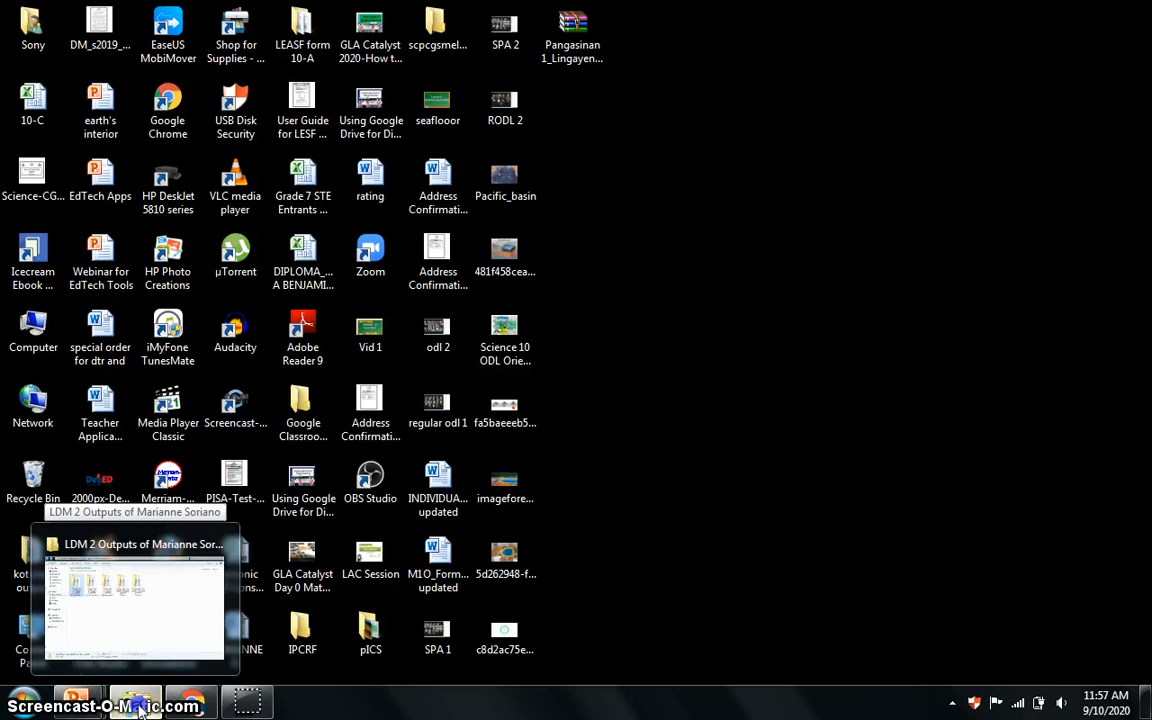 Sony
DM_s2019_...
EaseUS
MobiMover
Shop for
Supplies - ...
LEASF form
10-A
GLA Catalyst
2020-How t...
scpcgsmel...
SPA 2
Pangasinan
1_Lingayen...
10-C
earth's
interior
Google
Chrome
USB Disk
Security
User Guide
for LESF ...
Using Google
Drive for Di...
seaflooor
RODL 2
Science-CG...
EdTech Apps
HP DeskJet
5810 series
VLC media
player
Grade 7 STE
Entrants ...
rating
Address
Confirmati...
Pacific_basin
Icecream
Ebook ...
Webinar for
EdTech Tools
HP Photo
Creations
µTorrent
DIPLOMA_...
A BENJAMI...
Zoom
Address
Confirmati...
481f458cea...
Computer
special order
for dtr and
iMyFone
TunesMate
Audacity
Adobe
Reader 9
Vid 1
odl 2
Science 10
ODL Orie...
Network
Teacher
Applica...
Media Player
Classic
Screencast-...
Google
Classroo...
Address
Confirmati...
regular odl 1
fa5baeeeb5...
Recycle Bin
2000px-De...
Merriam-...
PISA-Test-...
Using Google
Drive for Di...
OBS Studio
INDIVIDUA...
updated
imagefore...
LDM 2 Outputs of Marianne Soriano
LDM 2 Outputs of Marianne Sor...
GLA Catalyst
Day 0 Mat...
LAC Session
M1O_Form...
updated
5d262948-f...
IPCRF
pICS
SPA 1
c8d2ac75e...
Screencast-O-Matic.com
11:57 AM
9/10/2020